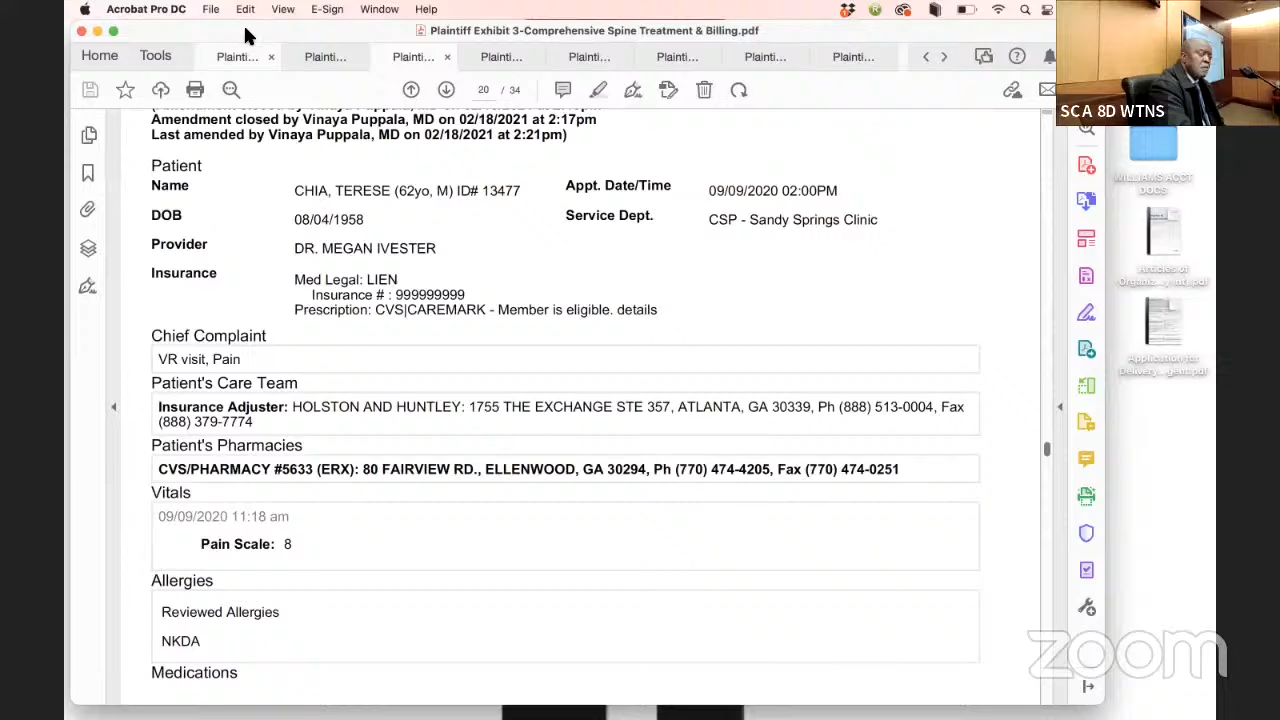 Acrobat Pro DC File Edit View E-Sign Window Help
Plaintiff Exhibit 3-Comprehensive Spine Treatment & Billing.pdf
Home Tools Plainti... × Plainti... Plainti... × Plainti... Plainti... Plainti... Plainti... Plainti...
20 / 34
SCA 8D WTNS
Amendment closed by Vinaya Puppala, MD on 02/18/2021 at 2:17pm
Last amended by Vinaya Puppala, MD on 02/18/2021 at 2:21pm)
Patient
Name CHIA, TERESE (62yo, M) ID# 13477 Appt. Date/Time 09/09/2020 02:00PM
DOB 08/04/1958 Service Dept. CSP - Sandy Springs Clinic
Provider DR. MEGAN IVESTER
Insurance Med Legal: LIEN
Insurance # : 999999999
Prescription: CVS|CAREMARK - Member is eligible. details
Chief Complaint
VR visit, Pain
Patient's Care Team
Insurance Adjuster: HOLSTON AND HUNTLEY: 1755 THE EXCHANGE STE 357, ATLANTA, GA 30339, Ph (888) 513-0004, Fax
(888) 379-7774
Patient's Pharmacies
CVS/PHARMACY #5633 (ERX): 80 FAIRVIEW RD., ELLENWOOD, GA 30294, Ph (770) 474-4205, Fax (770) 474-0251
Vitals
09/09/2020 11:18 am
Pain Scale: 8
Allergies
Reviewed Allergies
NKDA
Medications
WILLIAMS ACCT
DOCS
Articles of
Application for
zoom